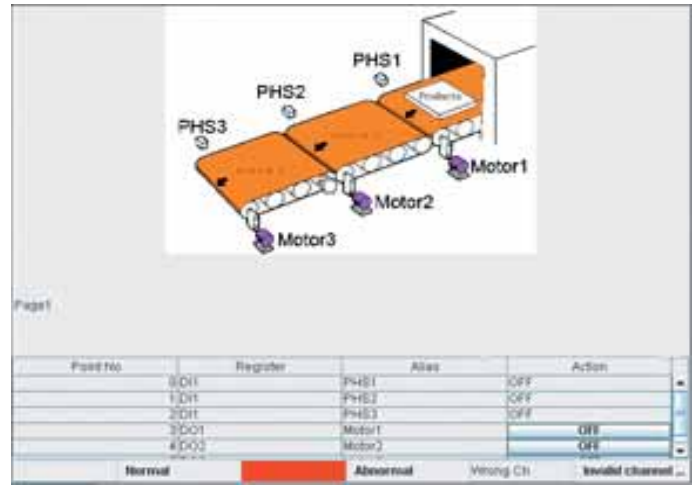 PHS1
PHS2
PHS3
Products
Motor1
Motor2
Motor3
Page1
Point No Register Alias Action
0 DI1 PHS1 OFF
1 DI1 PHS2 OFF
2 DI1 PHS3 OFF
3 DO1 Motor1 OFF
4 DO2 Motor2 OFF
Normal Abnormal Wrong Ch Invalid channel ...